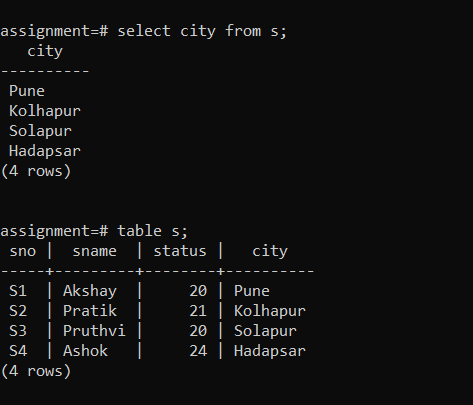 assignment=# select city from s;
   city
----------
 Pune
 Kolhapur
 Solapur
 Hadapsar
(4 rows)

assignment=# table s;
 sno |  sname  | status |   city
-----+---------+--------+----------
 S1  | Akshay  |     20 | Pune
 S2  | Pratik  |     21 | Kolhapur
 S3  | Pruthvi |     20 | Solapur
 S4  | Ashok   |     24 | Hadapsar
(4 rows)